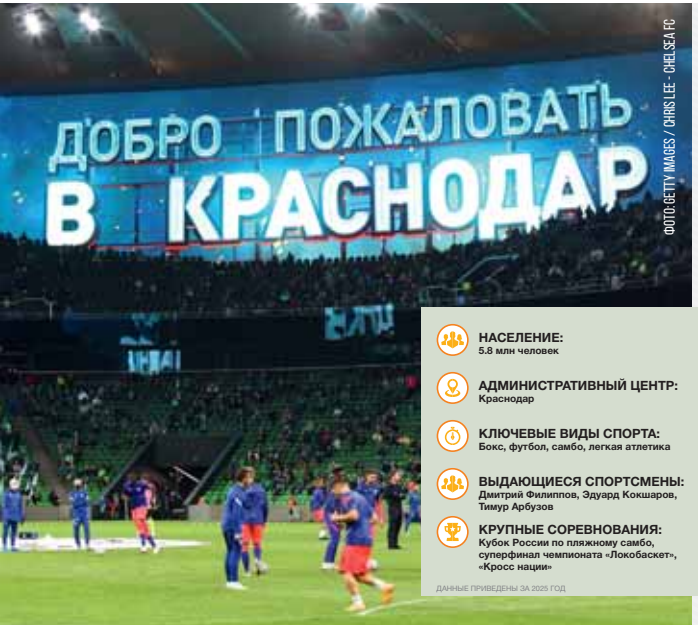 ДОБРО ПОЖАЛОВАТЬ
В КРАСНОДАР
ФОТО: GETTY IMAGES / CHRIS LEE - CHELSEA FC
НАСЕЛЕНИЕ:
5.8 млн человек
АДМИНИСТРАТИВНЫЙ ЦЕНТР:
Краснодар
КЛЮЧЕВЫЕ ВИДЫ СПОРТА:
Бокс, футбол, самбо, легкая атлетика
ВЫДАЮЩИЕСЯ СПОРТСМЕНЫ:
Дмитрий Филиппов, Эдуард Кокшаров,
Тимур Арбузов
КРУПНЫЕ СОРЕВНОВАНИЯ:
Кубок России по пляжному самбо,
суперфинал чемпионата «Локобаскет»,
«Кросс нации»
ДАННЫЕ ПРИВЕДЕНЫ ЗА 2025 ГОД